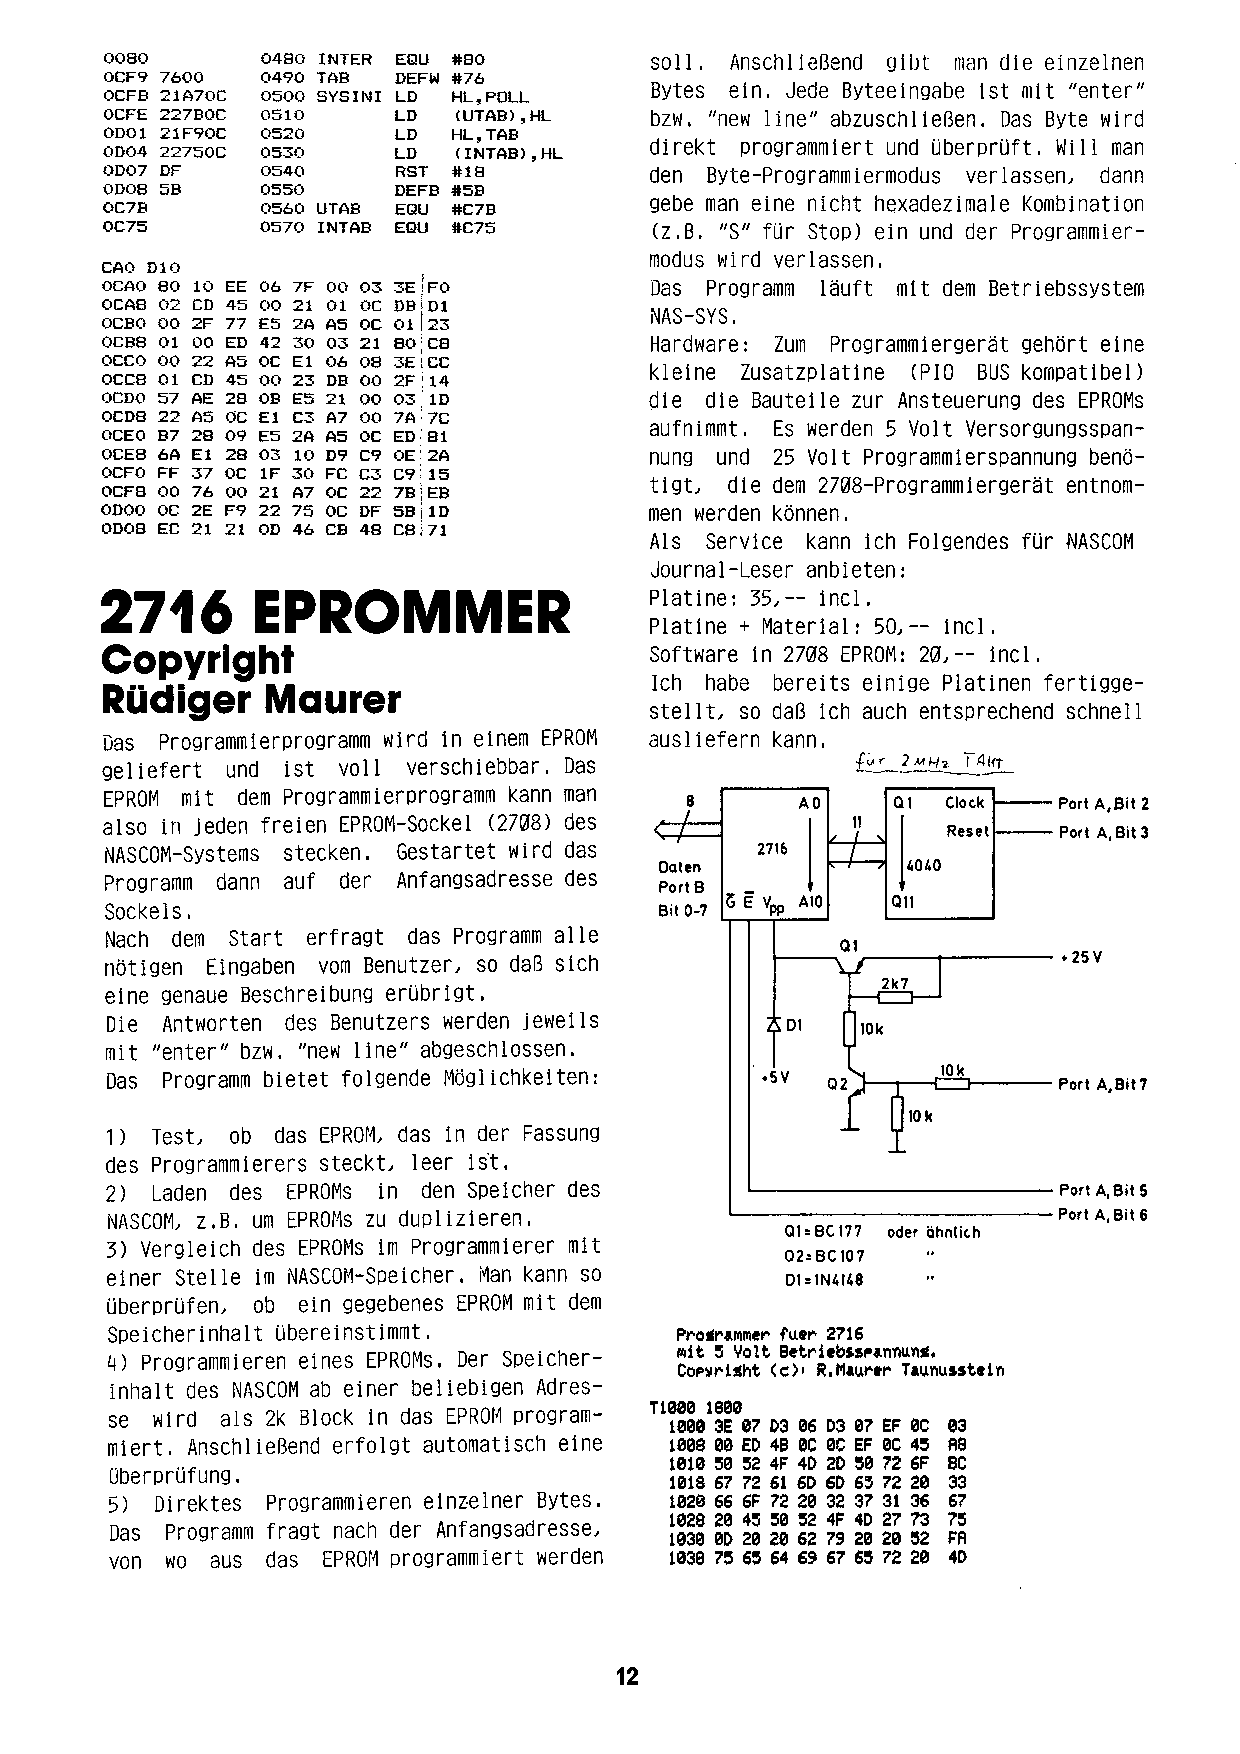 0080 0480 INTER EQU #80
0CF9 7600 0490 TAB DEFW #76
0CFB 21A70C 0500 SYSINI LD HL,POLL
0CFE 227B0C 0510 LD (UTAB),HL
0D01 21F90C 0520 LD HL,TAB
0D04 22750C 0530 LD (INTAB),HL
0D07 DF 0540 RST #18
0D08 5B 0550 DEFB #5B
0C7B 0560 UTAB EQU #C7B
0C75 0570 INTAB EQU #C75
CA0 D10
0CA0 80 10 EE 06 7F 00 03 3E F0
0CA8 02 CD 45 00 21 01 0C DB D1
0CB0 00 2F 77 E5 2A A5 0C 01 23
0CB8 01 00 ED 42 30 03 21 80 C8
0CC0 00 22 A5 0C E1 06 08 3E CC
0CC8 01 CD 45 00 23 DB 00 2F 14
0CD0 57 AE 28 0B E5 21 00 03 1D
0CD8 22 A5 0C E1 C3 A7 00 7A 7C
0CE0 B7 28 09 E5 2A A5 0C ED 81
0CE8 6A E1 28 03 10 D9 C9 0E 2A
0CF0 FF 37 0C 1F 30 FC C3 C9 15
0CF8 00 76 00 21 A7 0C 22 7B EB
0D00 0C 2E F9 22 75 0C DF 5B 1D
0D08 EC 21 21 0D 46 CB 48 C8 71
2716 EPROMMER
Copyright
Rüdiger Maurer
Das Programmierprogramm wird in einem EPROM
geliefert und ist voll verschiebbar. Das
EPROM mit dem Programmierprogramm kann man
also in jeden freien EPROM-Sockel (2708) des
NASCOM-Systems stecken. Gestartet wird das
Programm dann auf der Anfangsadresse des
Sockels.
Nach dem Start erfragt das Programm alle
nötigen Eingaben vom Benutzer, so daß sich
eine genaue Beschreibung erübrigt.
Die Antworten des Benutzers werden jeweils
mit "enter" bzw. "new line" abgeschlossen.
Das Programm bietet folgende Möglichkeiten:
1) Test, ob das EPROM, das in der Fassung
des Programmierers steckt, leer ist.
2) Laden des EPROMs in den Speicher des
NASCOM, z.B. um EPROMs zu duplizieren.
3) Vergleich des EPROMs im Programmierer mit
einer Stelle im NASCOM-Speicher. Man kann so
überprüfen, ob ein gegebenes EPROM mit dem
Speicherinhalt übereinstimmt.
4) Programmieren eines EPROMs. Der Speicher-
inhalt des NASCOM ab einer beliebigen Adres-
se wird als 2k Block in das EPROM program-
miert. Anschließend erfolgt automatisch eine
Überprüfung.
5) Direktes Programmieren einzelner Bytes.
Das Programm fragt nach der Anfangsadresse,
von wo aus das EPROM programmiert werden
soll. Anschließend gibt man die einzelnen
Bytes ein. Jede Byteeingabe ist mit "enter"
bzw. "new line" abzuschließen. Das Byte wird
direkt programmiert und überprüft. Will man
den Byte-Programmiermodus verlassen, dann
gebe man eine nicht hexadezimale Kombination
(z.B. "S" für Stop) ein und der Programmier-
modus wird verlassen.
Das Programm läuft mit dem Betriebssystem
NAS-SYS.
Hardware: Zum Programmiergerät gehört eine
kleine Zusatzplatine (PIO BUS kompatibel)
die die Bauteile zur Ansteuerung des EPROMs
aufnimmt. Es werden 5 Volt Versorgungsspan-
nung und 25 Volt Programmierspannung benö-
tigt, die dem 2708-Programmiergerät entnom-
men werden können.
Als Service kann ich Folgendes für NASCOM
Journal-Leser anbieten:
Platine: 35,-- incl.
Platine + Material: 50,-- incl.
Software in 2708 EPROM: 20,-- incl.
Ich habe bereits einige Platinen fertigge-
stellt, so daß ich auch entsprechend schnell
ausliefern kann.
für 2 MHz TAKT
8 A0 Q1 Clock Port A,Bit 2
11 Reset Port A,Bit 3
2716
Daten 4040
Port B
Bit 0-7 G E Vpp A10 Q11
Q1 +25V
2k7
D1 10k
+5V Q2 10k Port A,Bit7
10k
Port A,Bit 5
Port A,Bit 6
Q1=BC177 oder ähnlich
Q2=BC107 "
D1=1N4148 "
Programmer fuer 2716
mit 5 Volt Betriebsspannung.
Copyright (c): R.Maurer Taunusstein
T1000 1800
1000 3E 07 D3 06 D3 07 EF 0C 03
1008 00 ED 4B 0C 0C EF 0C 45 A8
1010 50 52 4F 4D 2D 50 72 6F 8C
1018 67 72 61 6D 6D 65 72 20 33
1020 66 6F 72 20 32 37 31 36 67
1028 20 45 50 52 4F 4D 27 73 75
1030 0D 20 20 62 79 20 20 52 FA
1038 75 65 64 69 67 65 72 20 4D
12